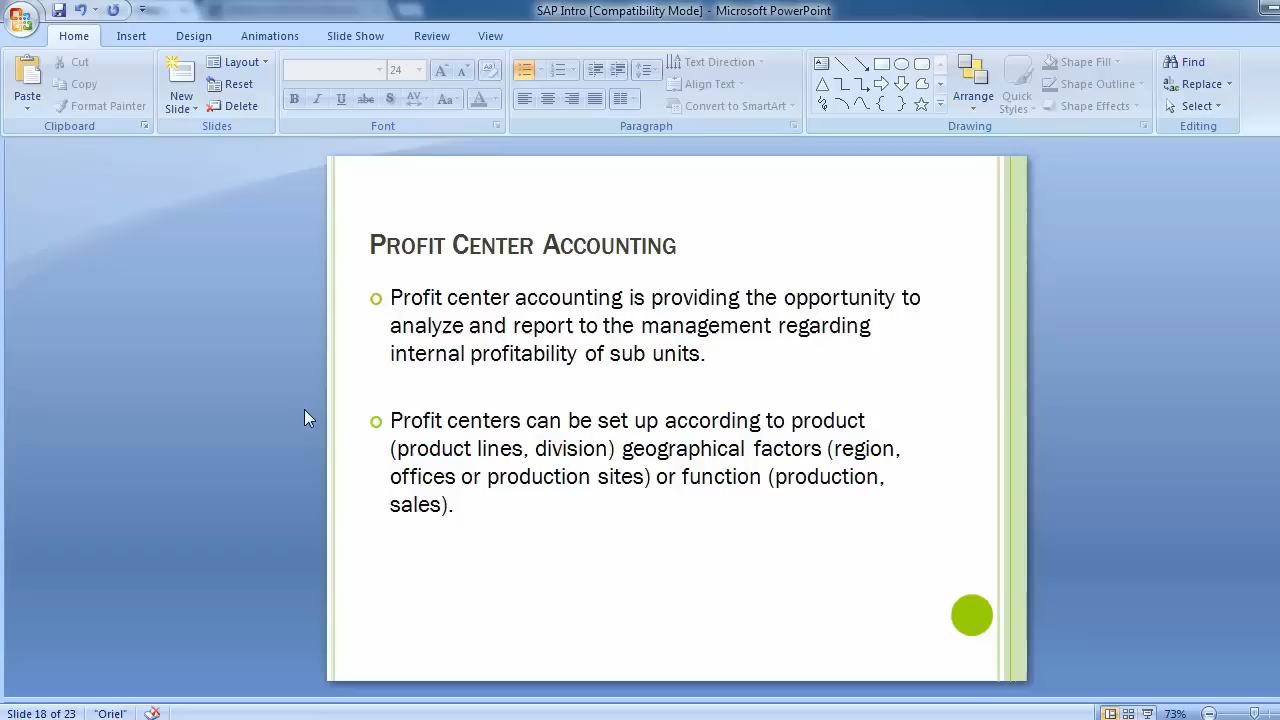 SAP Intro [Compatibility Mode] - Microsoft PowerPoint
Home Insert Design Animations Slide Show Review View
Paste
Cut
Copy
Format Painter
Clipboard
New
Slide
Layout
Reset
Delete
Slides
24
B I U abc S AV Aa A
Font
Text Direction
Align Text
Convert to SmartArt
Paragraph
Arrange
Quick
Styles
Shape Fill
Shape Outline
Shape Effects
Drawing
Find
Replace
Select
Editing
PROFIT CENTER ACCOUNTING
Profit center accounting is providing the opportunity to
analyze and report to the management regarding
internal profitability of sub units.
Profit centers can be set up according to product
(product lines, division) geographical factors (region,
offices or production sites) or function (production,
sales).
Slide 18 of 23 "Oriel" 73%